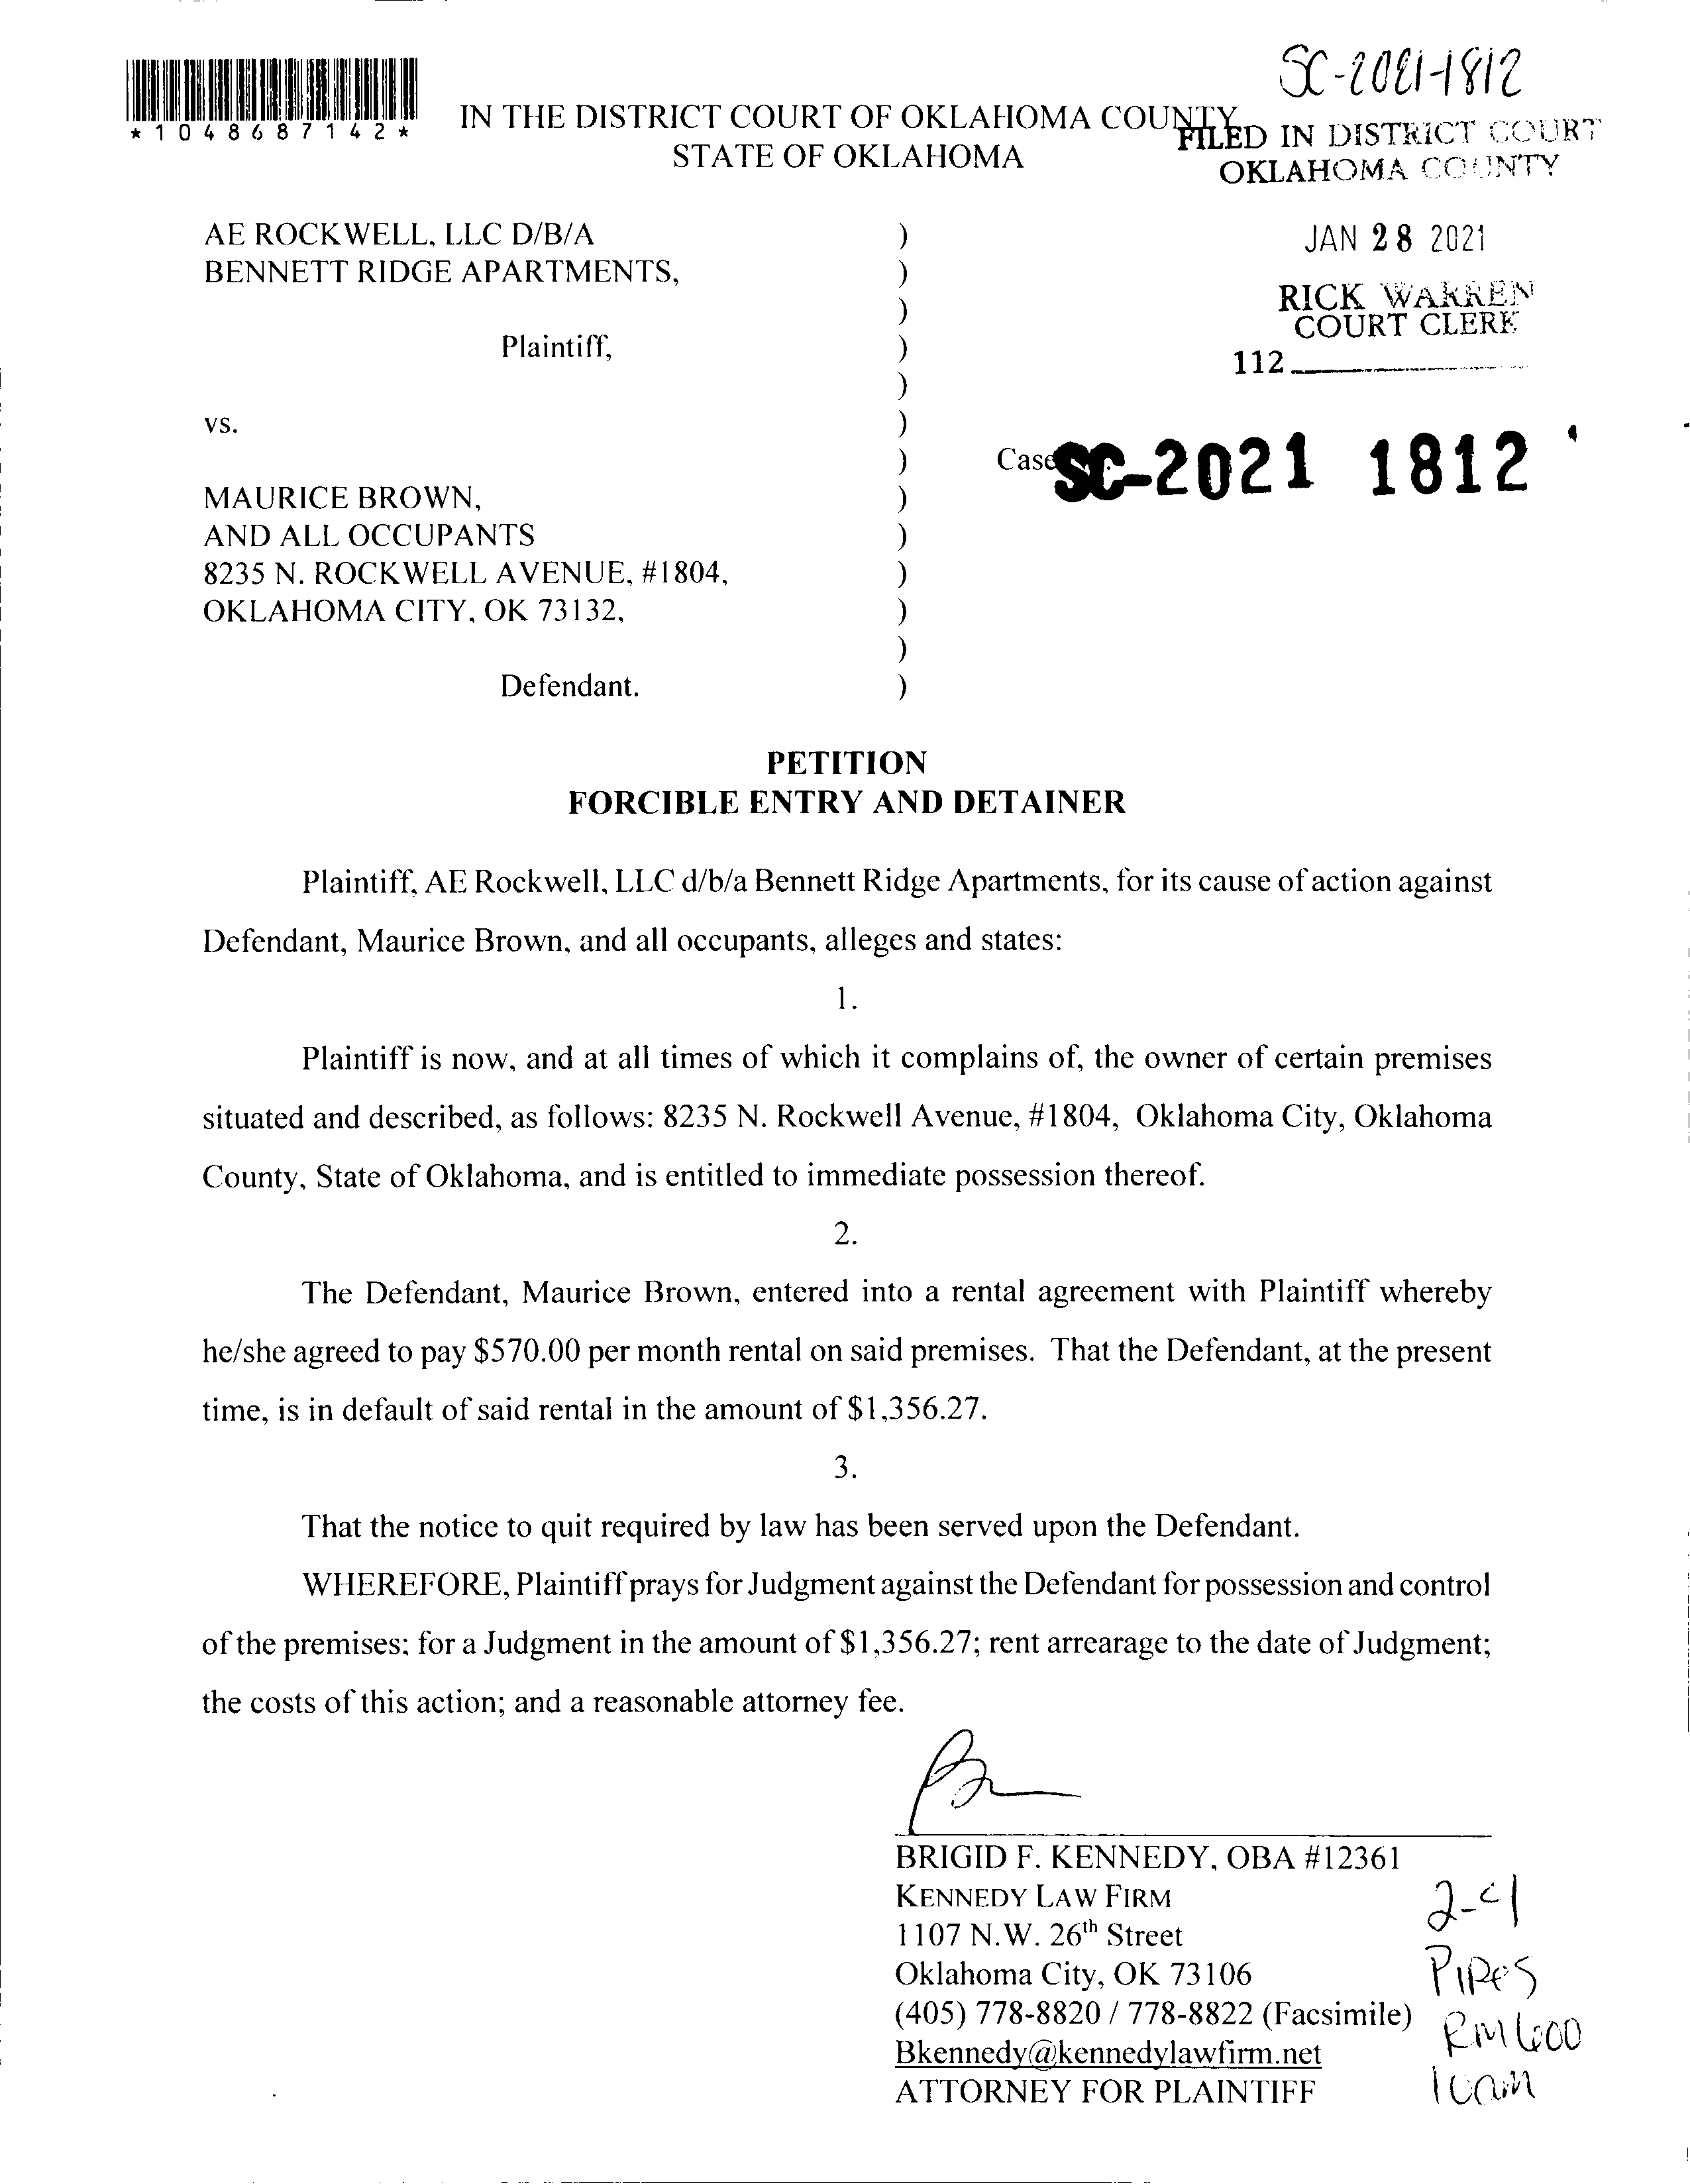 SC-2021-1812
*1048687142*
IN THE DISTRICT COURT OF OKLAHOMA COUNTY
STATE OF OKLAHOMA
FILED IN DISTRICT COURT
OKLAHOMA COUNTY
JAN 28 2021
RICK WARREN
COURT CLERK
112
AE ROCKWELL, LLC D/B/A )
BENNETT RIDGE APARTMENTS, )
)
Plaintiff, )
)
vs. )
) Case SC-2021 1812
MAURICE BROWN, )
AND ALL OCCUPANTS )
8235 N. ROCKWELL AVENUE, #1804, )
OKLAHOMA CITY, OK 73132, )
)
Defendant. )
PETITION
FORCIBLE ENTRY AND DETAINER
Plaintiff, AE Rockwell, LLC d/b/a Bennett Ridge Apartments, for its cause of action against
Defendant, Maurice Brown, and all occupants, alleges and states:
1.
Plaintiff is now, and at all times of which it complains of, the owner of certain premises
situated and described, as follows: 8235 N. Rockwell Avenue, #1804, Oklahoma City, Oklahoma
County, State of Oklahoma, and is entitled to immediate possession thereof.
2.
The Defendant, Maurice Brown, entered into a rental agreement with Plaintiff whereby
he/she agreed to pay $570.00 per month rental on said premises. That the Defendant, at the present
time, is in default of said rental in the amount of $1,356.27.
3.
That the notice to quit required by law has been served upon the Defendant.
WHEREFORE, Plaintiff prays for Judgment against the Defendant for possession and control
of the premises; for a Judgment in the amount of $1,356.27; rent arrearage to the date of Judgment;
the costs of this action; and a reasonable attorney fee.
BRIGID F. KENNEDY, OBA #12361
KENNEDY LAW FIRM
1107 N.W. 26th Street
Oklahoma City, OK 73106
(405) 778-8820 / 778-8822 (Facsimile)
Bkennedy@kennedylawfirm.net
ATTORNEY FOR PLAINTIFF
Pipes
RM 600
10am